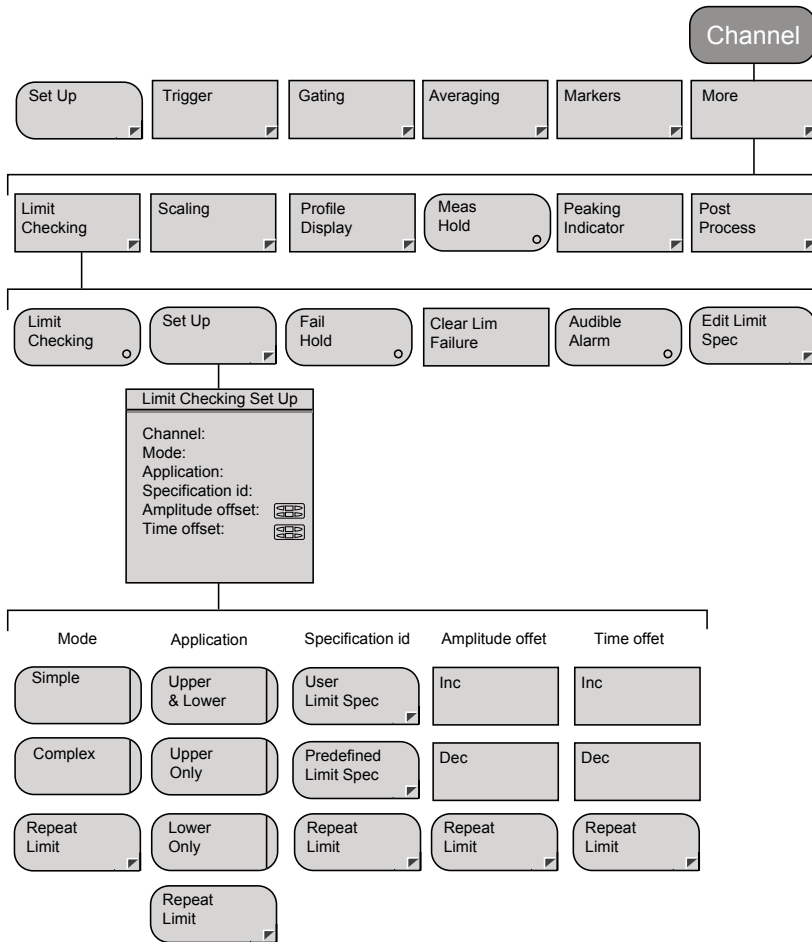 Channel
Set Up
Trigger
Gating
Averaging
Markers
More
Limit
Checking
Scaling
Profile
Display
Meas
Hold
Peaking
Indicator
Post
Process
Limit
Checking
Set Up
Fail
Hold
Clear Lim
Failure
Audible
Alarm
Edit Limit
Spec
Limit Checking Set Up
Channel:
Mode:
Application:
Specification id:
Amplitude offset:
Time offset:
Mode
Application
Specification id
Amplitude offet
Time offet
Simple
Upper
& Lower
User
Limit Spec
Inc
Inc
Complex
Upper
Only
Predefined
Limit Spec
Dec
Dec
Repeat
Limit
Lower
Only
Repeat
Limit
Repeat
Limit
Repeat
Limit
Repeat
Limit